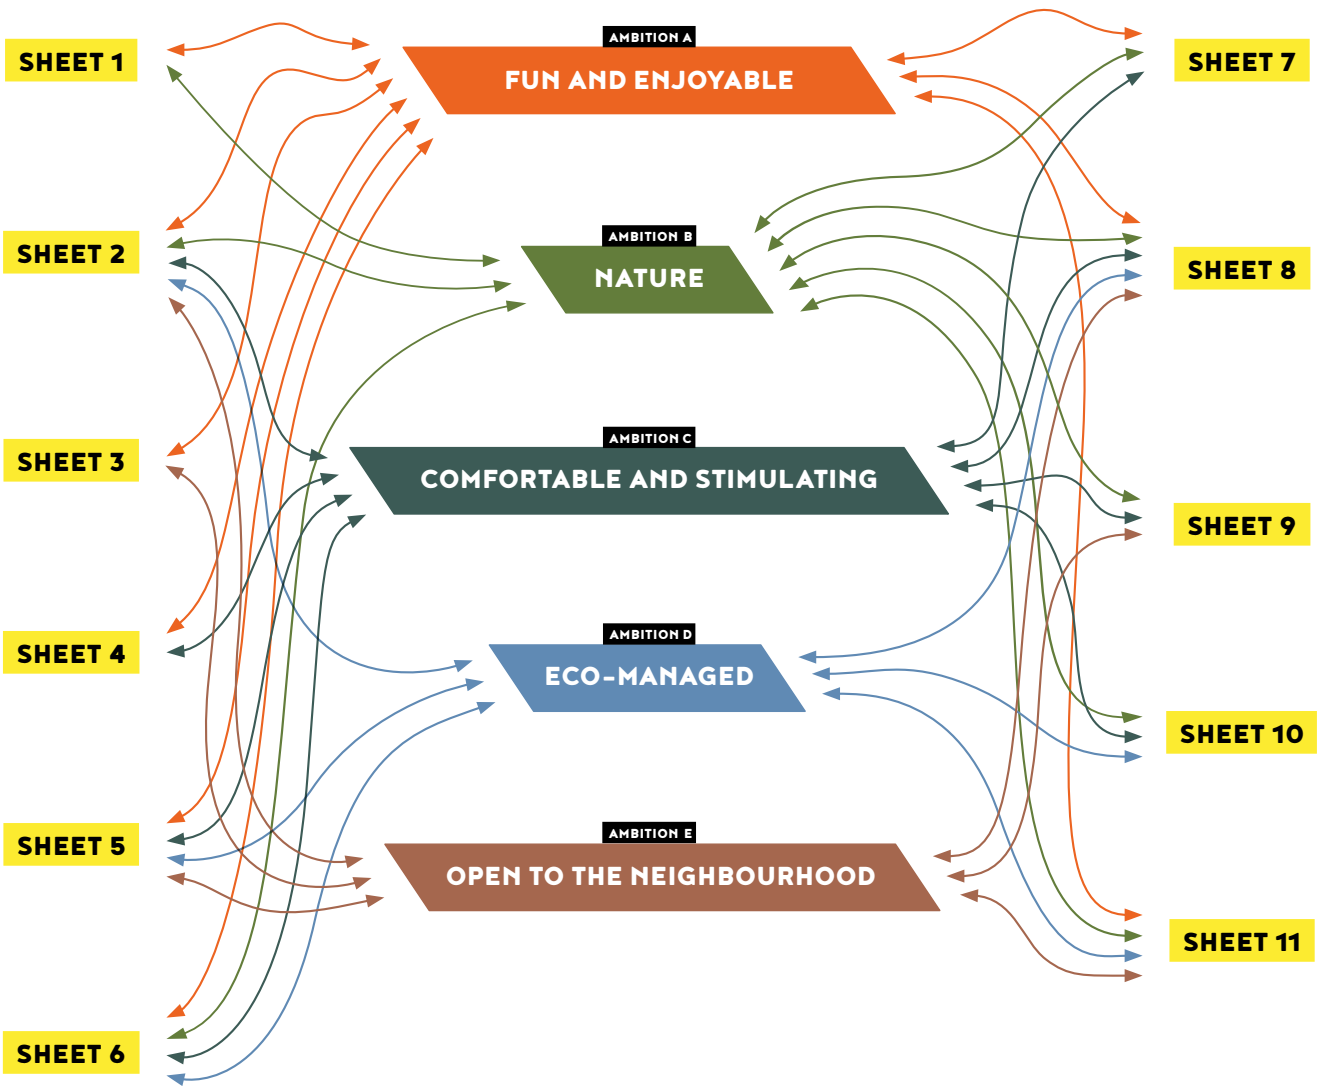 SHEET 1
SHEET 2
SHEET 3
SHEET 4
SHEET 5
SHEET 6
AMBITION A
FUN AND ENJOYABLE
AMBITION B
NATURE
AMBITION C
COMFORTABLE AND STIMULATING
AMBITION D
ECO-MANAGED
AMBITION E
OPEN TO THE NEIGHBOURHOOD
SHEET 7
SHEET 8
SHEET 9
SHEET 10
SHEET 11